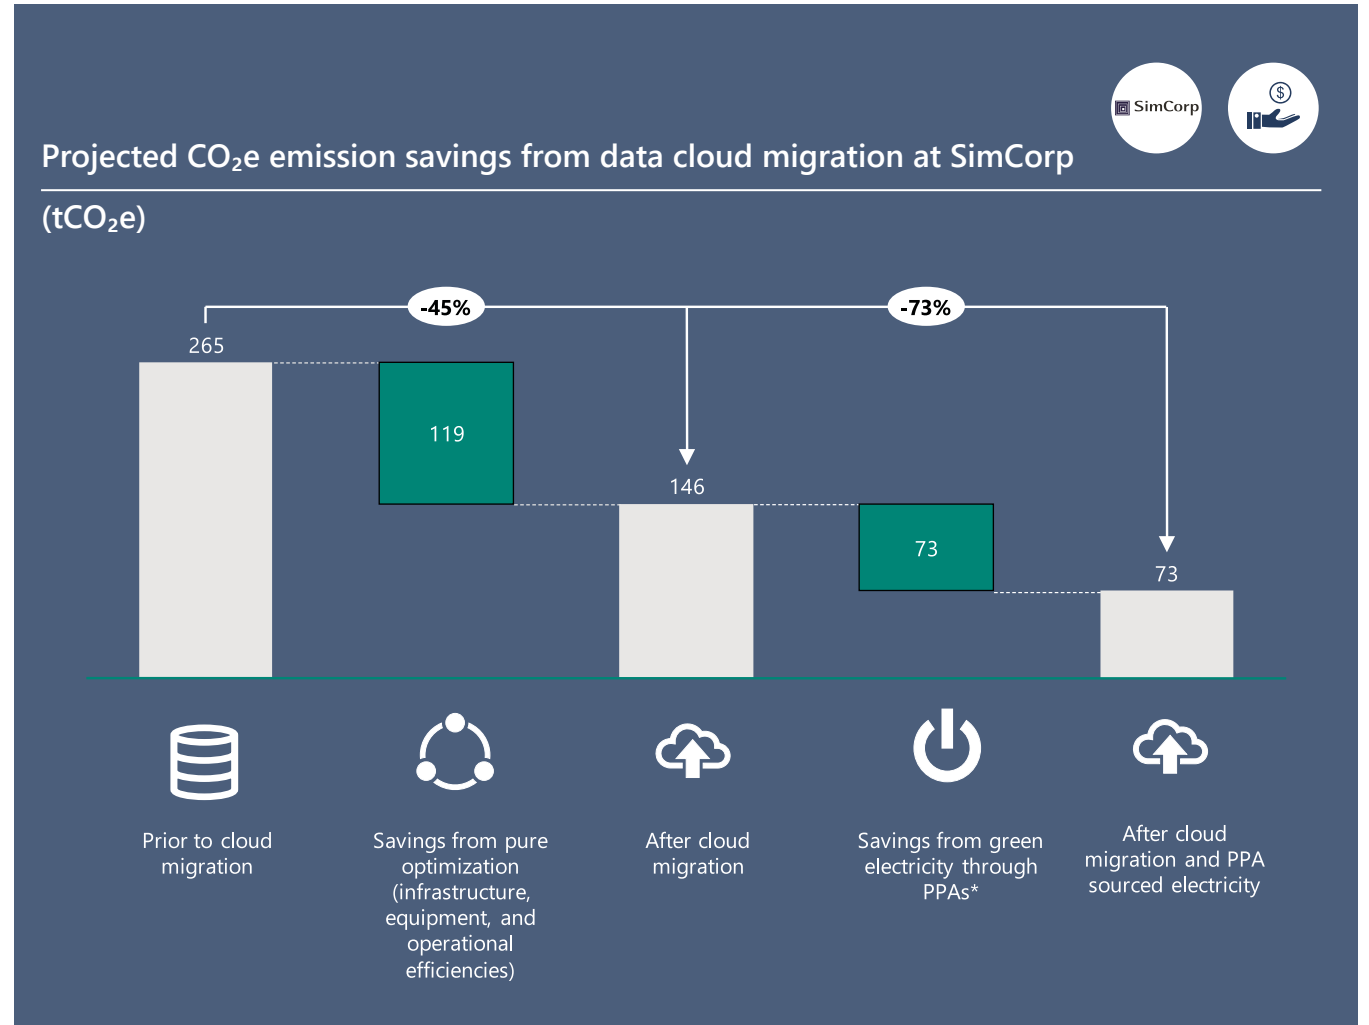 SimCorp
$
Projected CO₂e emission savings from data cloud migration at SimCorp
(tCO₂e)
-45%
-73%
265
119
146
73
73
Prior to cloud
migration
Savings from pure
optimization
(infrastructure,
equipment, and
operational
efficiencies)
After cloud
migration
Savings from green
electricity through
PPAs*
After cloud
migration and PPA
sourced electricity